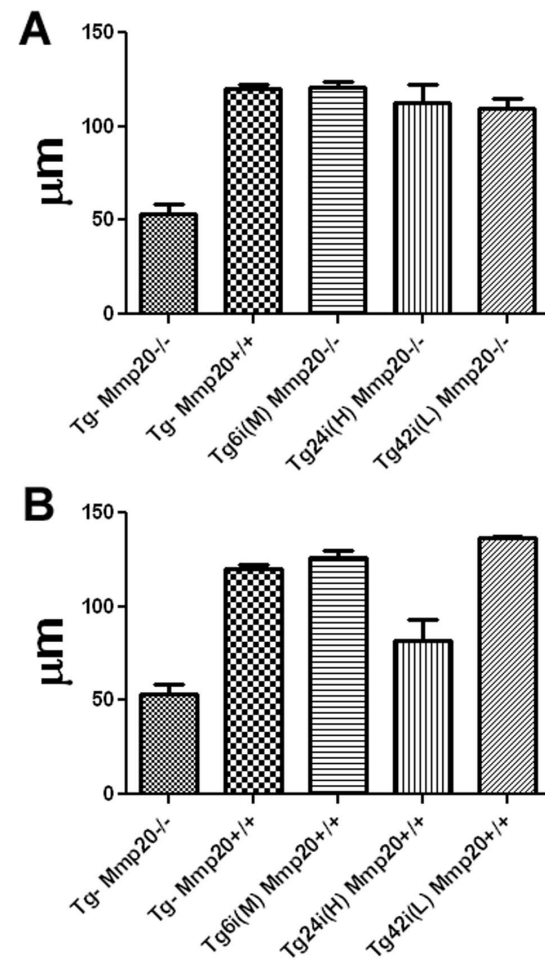 A
150
100
50
0
μm
Tg- Mmp20-/-
Tg- Mmp20+/+
Tg6i(M) Mmp20-/-
Tg24i(H) Mmp20-/-
Tg42i(L) Mmp20-/-
B
150
100
50
0
μm
Tg- Mmp20-/-
Tg- Mmp20+/+
Tg6i(M) Mmp20+/+
Tg24i(H) Mmp20+/+
Tg42i(L) Mmp20+/+